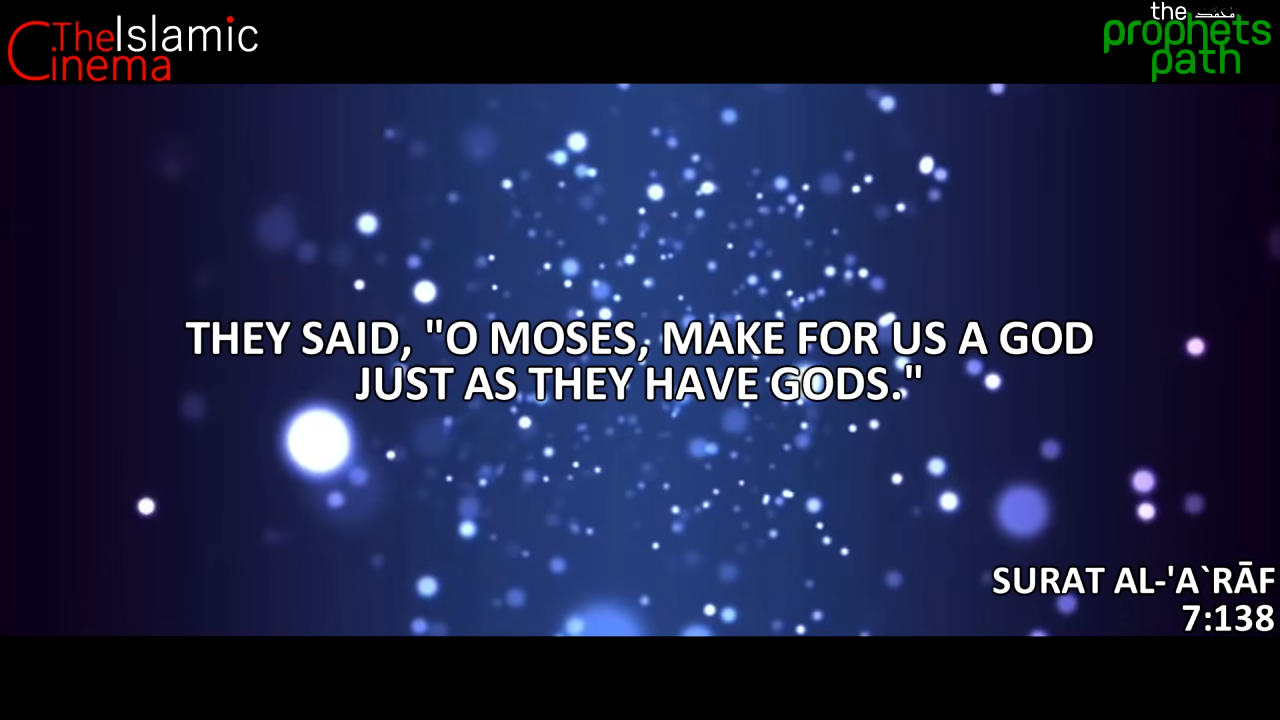 The Islamic
Cinema
the محمد
prophets
path
THEY SAID, "O MOSES, MAKE FOR US A GOD
JUST AS THEY HAVE GODS."
SURAT AL-'A`RĀF
7:138